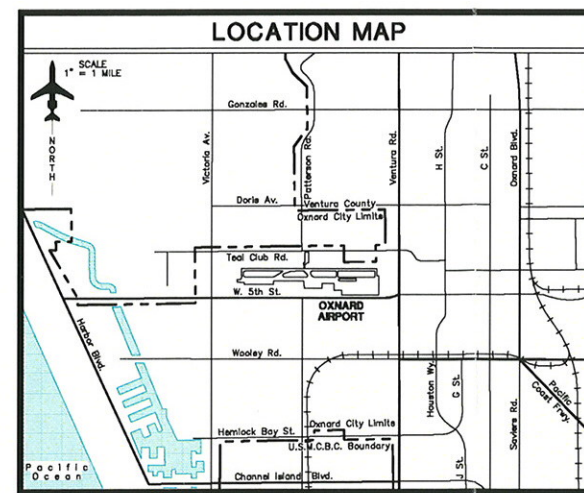 LOCATION MAP
SCALE
1" = 1 MILE
NORTH
Gonzales Rd.
Victoria Av.
Patterson Rd.
Ventura Rd.
H St.
C St.
Oxnard Blvd.
Doris Av.
Ventura County
Oxnard City Limits
Teal Club Rd.
W. 5th St.
OXNARD
AIRPORT
Harbor Blvd.
Wooley Rd.
Houston Wy.
C St.
Saviers Rd.
Pacific
Coast Frwy.
Hemlock Bay St.
Oxnard City Limits
U.S.N.C.B.C. Boundary
J St.
Pacific
Ocean
Channel Island Blvd.